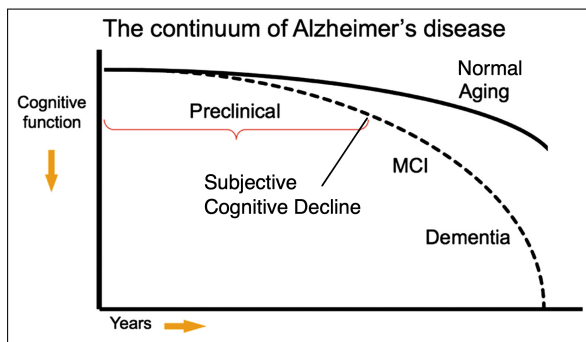 The continuum of Alzheimer's disease
Normal
Aging
Cognitive
function
Preclinical
Subjective
Cognitive Decline
MCI
Dementia
Years